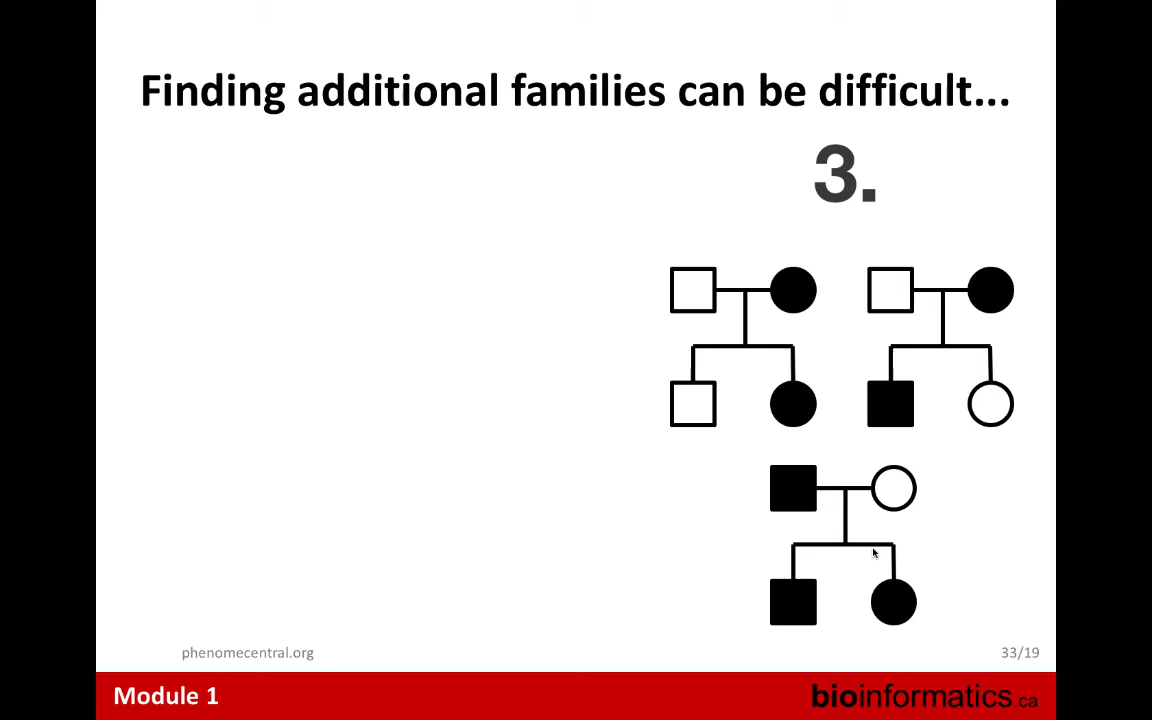 Finding additional families can be difficult...
3.
phenomecentral.org
33/19
Module 1
bioinformatics.ca